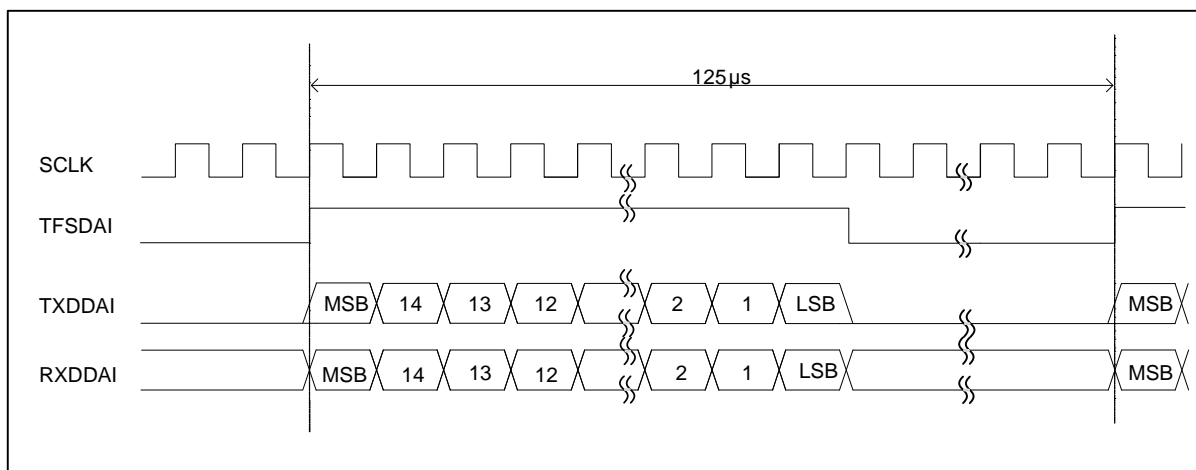 125µs
SCLK
TFSDAI
TXDDAI MSB 14 13 12 2 1 LSB MSB
RXDDAI MSB 14 13 12 2 1 LSB MSB